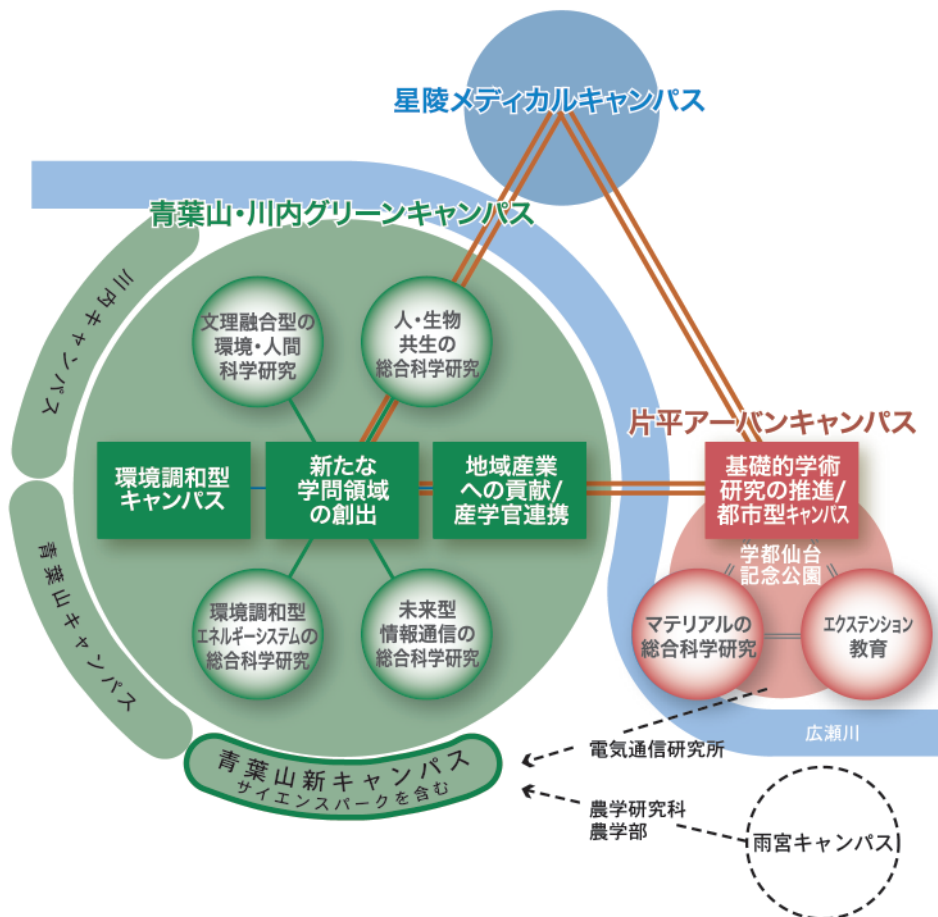 星陵メディカルキャンパス
青葉山・川内グリーンキャンパス
川内キャンパス
文理融合型の
環境・人間
科学研究
人・生物
共生の
総合科学研究
片平アーバンキャンパス
環境調和型
キャンパス
新たな
学問領域
の創出
地域産業
への貢献/
産学官連携
基礎的学術
研究の推進/
都市型キャンパス
学都仙台
記念公園
青葉山キャンパス
環境調和型
エネルギーシステムの
総合科学研究
未来型
情報通信の
総合科学研究
マテリアルの
総合科学研究
エクステンション
教育
広瀬川
青葉山新キャンパス
サイエンスパークを含む
電気通信研究所
農学研究科
農学部
雨宮キャンパス